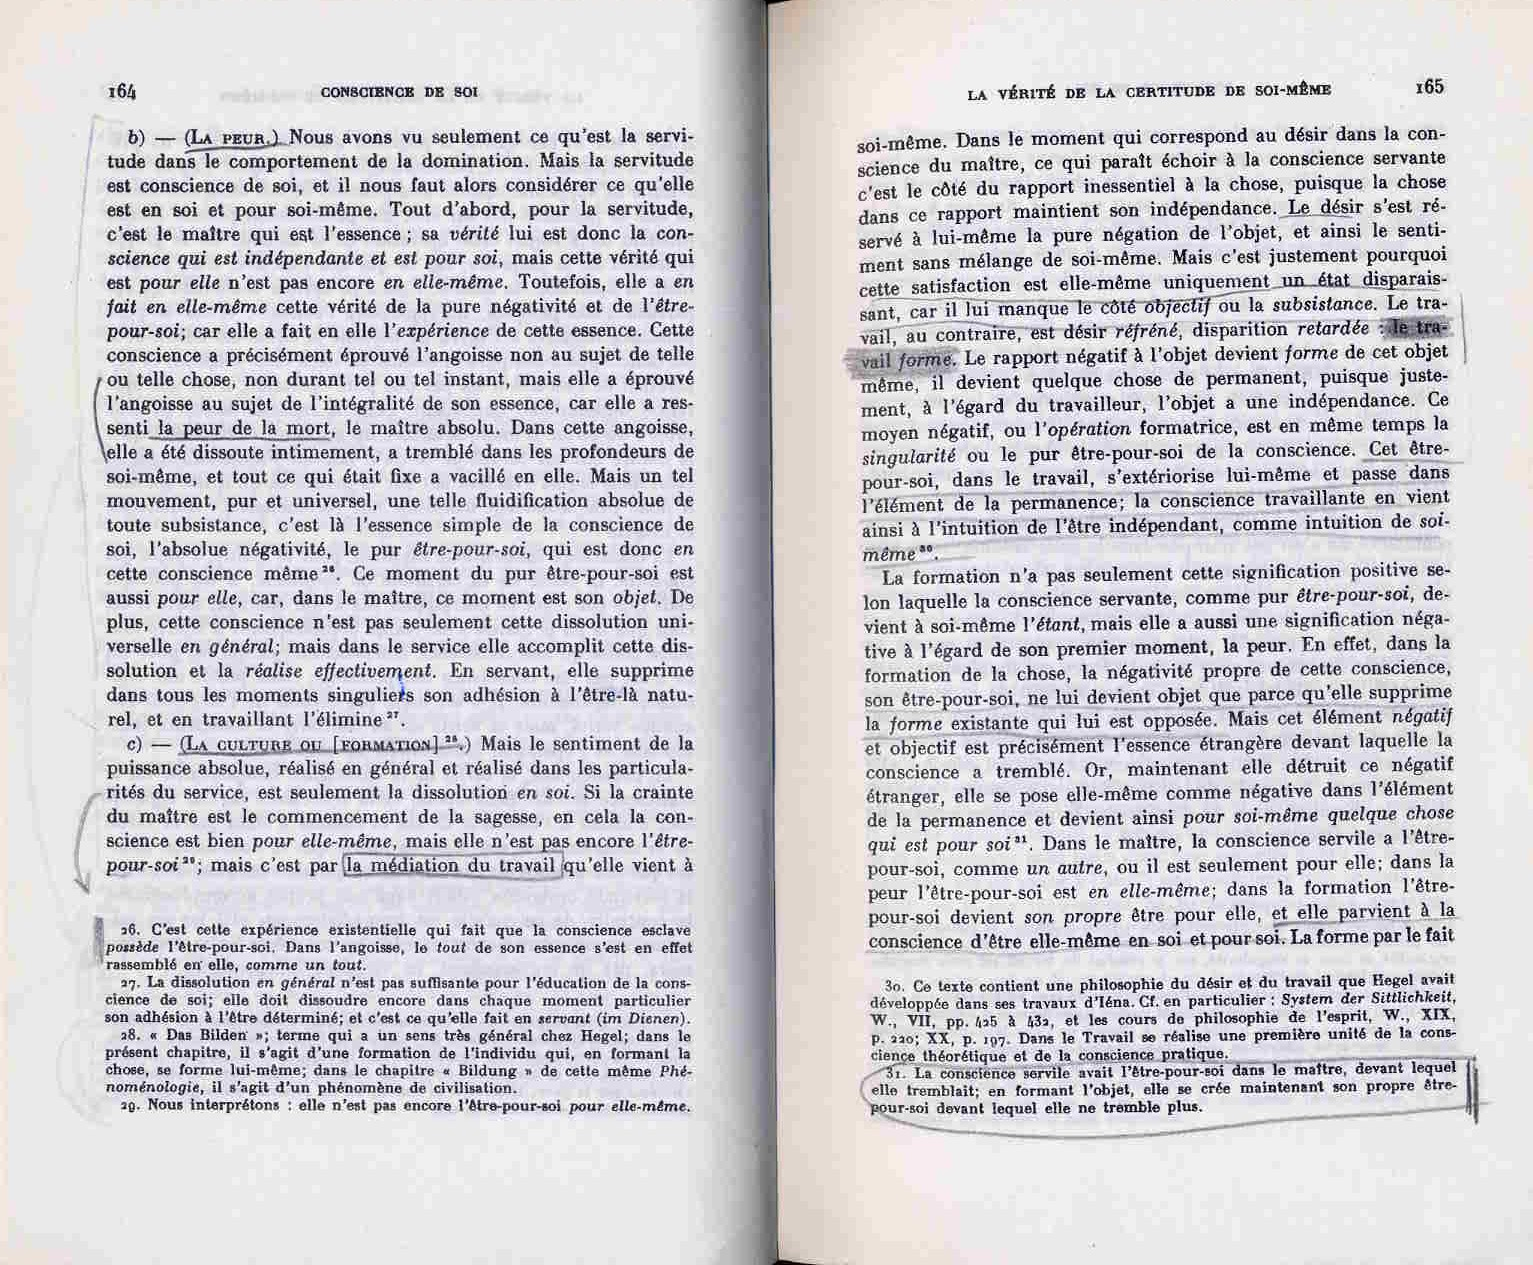 164 CONSCIENCE DE SOI
b) — (LA PEUR.) Nous avons vu seulement ce qu'est la servi-
tude dans le comportement de la domination. Mais la servitude
est conscience de soi, et il nous faut alors considérer ce qu'elle
est en soi et pour soi-même. Tout d'abord, pour la servitude,
c'est le maître qui est l'essence ; sa vérité lui est donc la con-
science qui est indépendante et est pour soi, mais cette vérité qui
est pour elle n'est pas encore en elle-même. Toutefois, elle a en
fait en elle-même cette vérité de la pure négativité et de l'être-
pour-soi; car elle a fait en elle l'expérience de cette essence. Cette
conscience a précisément éprouvé l'angoisse non au sujet de telle
ou telle chose, non durant tel ou tel instant, mais elle a éprouvé
l'angoisse au sujet de l'intégralité de son essence, car elle a res-
senti la peur de la mort, le maître absolu. Dans cette angoisse,
elle a été dissoute intimement, a tremblé dans les profondeurs de
soi-même, et tout ce qui était fixe a vacillé en elle. Mais un tel
mouvement, pur et universel, une telle fluidification absolue de
toute subsistance, c'est là l'essence simple de la conscience de
soi, l'absolue négativité, le pur être-pour-soi, qui est donc en
cette conscience même²⁶. Ce moment du pur être-pour-soi est
aussi pour elle, car, dans le maître, ce moment est son objet. De
plus, cette conscience n'est pas seulement cette dissolution uni-
verselle en général; mais dans le service elle accomplit cette dis-
solution et la réalise effectivement. En servant, elle supprime
dans tous les moments singuliers son adhésion à l'être-là natu-
rel, et en travaillant l'élimine²⁷.
c) — (LA CULTURE OU [FORMATION]²⁸.) Mais le sentiment de la
puissance absolue, réalisé en général et réalisé dans les particula-
rités du service, est seulement la dissolution en soi. Si la crainte
du maître est le commencement de la sagesse, en cela la con-
science est bien pour elle-même, mais elle n'est pas encore l'être-
pour-soi²⁹; mais c'est par la médiation du travail qu'elle vient à
26. C'est cette expérience existentielle qui fait que la conscience esclave
possède l'être-pour-soi. Dans l'angoisse, le tout de son essence s'est en effet
rassemblé en elle, comme un tout.
27. La dissolution en général n'est pas suffisante pour l'éducation de la cons-
cience de soi; elle doit dissoudre encore dans chaque moment particulier
son adhésion à l'être déterminé; et c'est ce qu'elle fait en servant (im Dienen).
28. « Das Bilden »; terme qui a un sens très général chez Hegel; dans le
présent chapitre, il s'agit d'une formation de l'individu qui, en formant la
chose, se forme lui-même; dans le chapitre « Bildung » de cette même Phé-
noménologie, il s'agit d'un phénomène de civilisation.
29. Nous interprétons : elle n'est pas encore l'être-pour-soi pour elle-même.
LA VÉRITÉ DE LA CERTITUDE DE SOI-MÊME 165
soi-même. Dans le moment qui correspond au désir dans la con-
science du maître, ce qui paraît échoir à la conscience servante
c'est le côté du rapport inessentiel à la chose, puisque la chose
dans ce rapport maintient son indépendance. Le désir s'est ré-
servé à lui-même la pure négation de l'objet, et ainsi le senti-
ment sans mélange de soi-même. Mais c'est justement pourquoi
cette satisfaction est elle-même uniquement un état disparais-
sant, car il lui manque le côté objectif ou la subsistance. Le tra-
vail, au contraire, est désir réfréné, disparition retardée : le tra-
vail forme. Le rapport négatif à l'objet devient forme de cet objet
même, il devient quelque chose de permanent, puisque juste-
ment, à l'égard du travailleur, l'objet a une indépendance. Ce
moyen négatif, ou l'opération formatrice, est en même temps la
singularité ou le pur être-pour-soi de la conscience. Cet être-
pour-soi, dans le travail, s'extériorise lui-même et passe dans
l'élément de la permanence; la conscience travaillante en vient
ainsi à l'intuition de l'être indépendant, comme intuition de soi-
même³⁰.
La formation n'a pas seulement cette signification positive se-
lon laquelle la conscience servante, comme pur être-pour-soi, de-
vient à soi-même l'étant, mais elle a aussi une signification néga-
tive à l'égard de son premier moment, la peur. En effet, dans la
formation de la chose, la négativité propre de cette conscience,
son être-pour-soi, ne lui devient objet que parce qu'elle supprime
la forme existante qui lui est opposée. Mais cet élément négatif
et objectif est précisément l'essence étrangère devant laquelle la
conscience a tremblé. Or, maintenant elle détruit ce négatif
étranger, elle se pose elle-même comme négative dans l'élément
de la permanence et devient ainsi pour soi-même quelque chose
qui est pour soi³¹. Dans le maître, la conscience servile a l'être-
pour-soi, comme un autre, ou il est seulement pour elle; dans la
peur l'être-pour-soi est en elle-même; dans la formation l'être-
pour-soi devient son propre être pour elle, et elle parvient à la
conscience d'être elle-même en soi et pour soi. La forme par le fait
30. Ce texte contient une philosophie du désir et du travail que Hegel avait
développée dans ses travaux d'Iéna. Cf. en particulier : System der Sittlichkeit,
W., VII, pp. 425 à 432, et les cours de philosophie de l'esprit, W., XIX,
p. 220; XX, p. 197. Dans le Travail se réalise une première unité de la cons-
cience théorétique et de la conscience pratique.
31. La conscience servile avait l'être-pour-soi dans le maître, devant lequel
elle tremblait; en formant l'objet, elle se crée maintenant son propre être-
pour-soi devant lequel elle ne tremble plus.